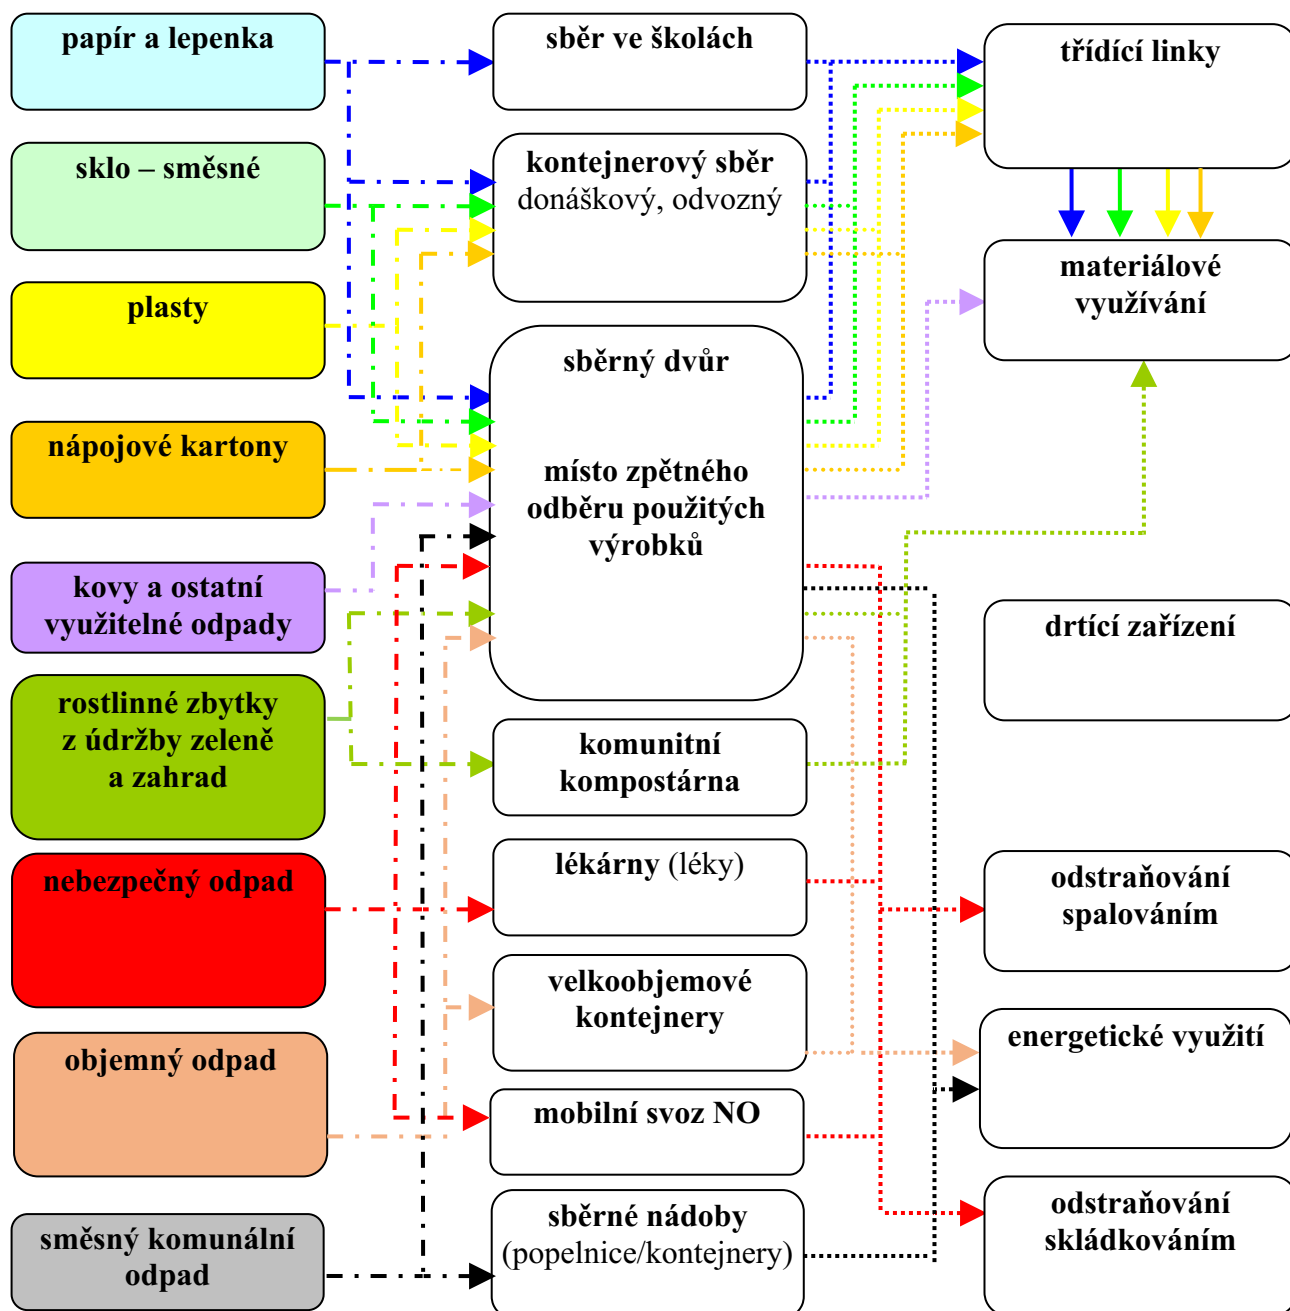 papír a lepenka
sklo – směsné
plasty
nápojové kartony
kovy a ostatní
využitelné odpady
rostlinné zbytky
z údržby zeleně
a zahrad
nebezpečný odpad
objemný odpad
směsný komunální
odpad
sběr ve školách
kontejnerový sběr
donáškový, odvozný
sběrný dvůr
místo zpětného
odběru použitých
výrobků
komunitní
kompostárna
lékárny (léky)
velkoobjemové
kontejnery
mobilní svoz NO
sběrné nádoby
(popelnice/kontejnery)
třídící linky
materiálové
využívání
drtící zařízení
odstraňování
spalováním
energetické využití
odstraňování
skládkováním